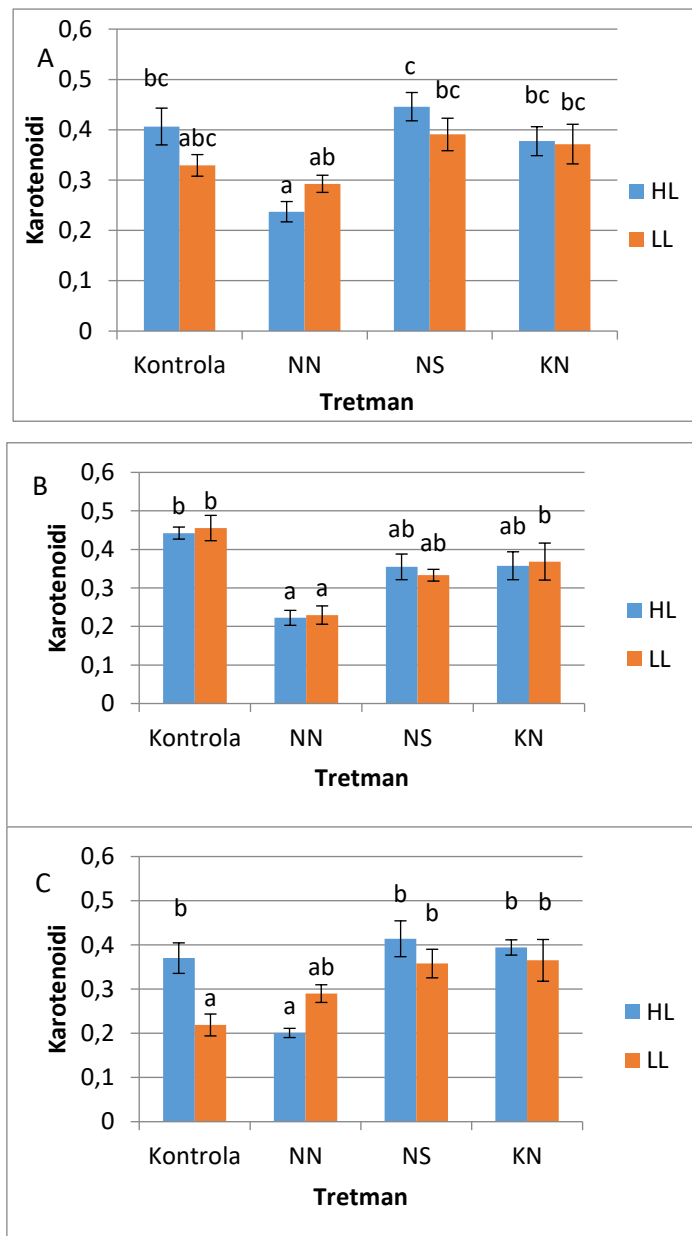 A
0,6
0,5
0,4
0,3
0,2
0,1
0
Karotenoidi
bc
abc
a
ab
c
bc
bc
bc
Kontrola NN NS KN
Tretman
HL
LL
B
0,6
0,5
0,4
0,3
0,2
0,1
0
Karotenoidi
b
b
a
a
ab
ab
ab
b
Kontrola NN NS KN
Tretman
HL
LL
C
0,6
0,5
0,4
0,3
0,2
0,1
0
Karotenoidi
b
a
a
ab
b
b
b
b
Kontrola NN NS KN
Tretman
HL
LL